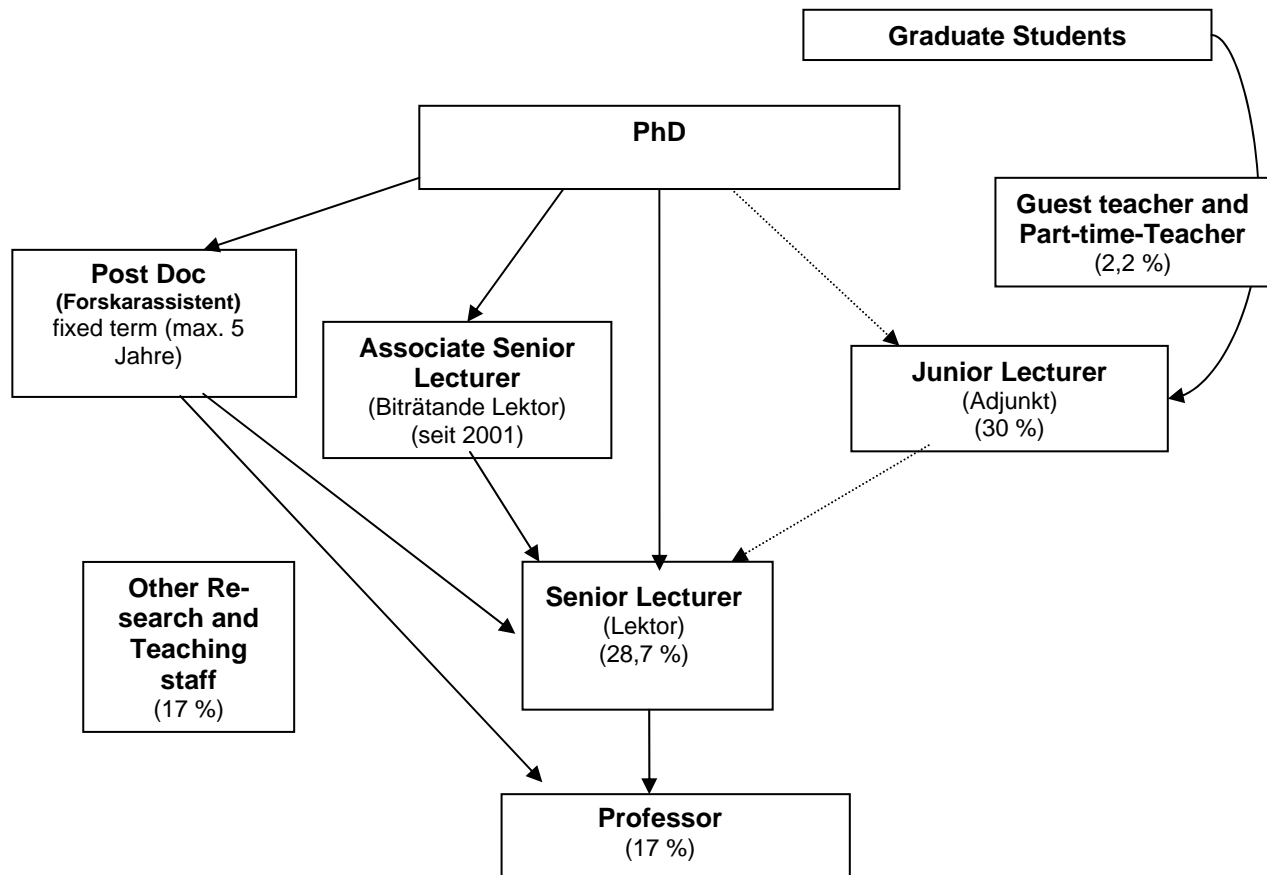 Graduate Students
PhD
Guest teacher and
Part-time-Teacher
(2,2 %)
Post Doc
(Forskarassistent)
fixed term (max. 5
Jahre)
Associate Senior
Lecturer
(Biträtande Lektor)
(seit 2001)
Junior Lecturer
(Adjunkt)
(30 %)
Other Re-
search and
Teaching
staff
(17 %)
Senior Lecturer
(Lektor)
(28,7 %)
Professor
(17 %)